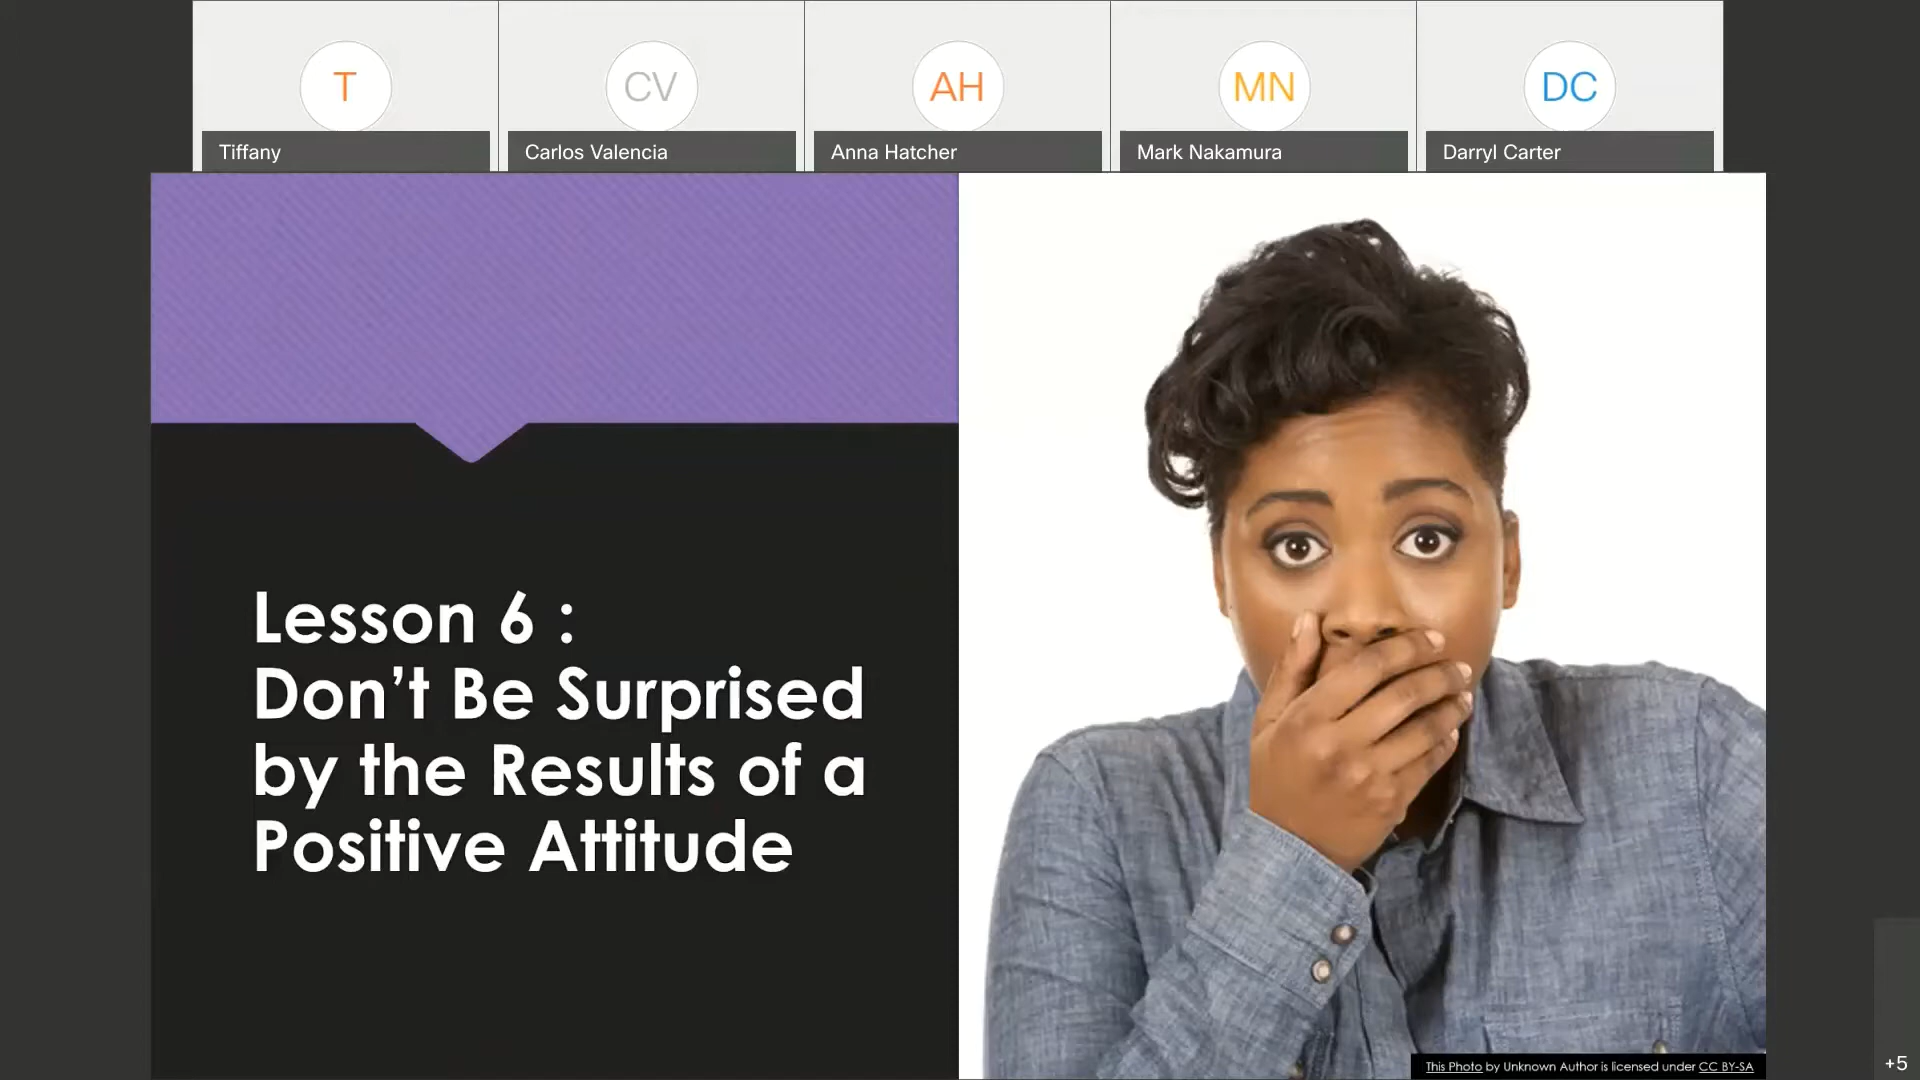 T
CV
AH
MN
DC
Tiffany
Carlos Valencia
Anna Hatcher
Mark Nakamura
Darryl Carter
Lesson 6 :
Don’t Be Surprised
by the Results of a
Positive Attitude
This Photo by Unknown Author is licensed under CC BY-SA
+5